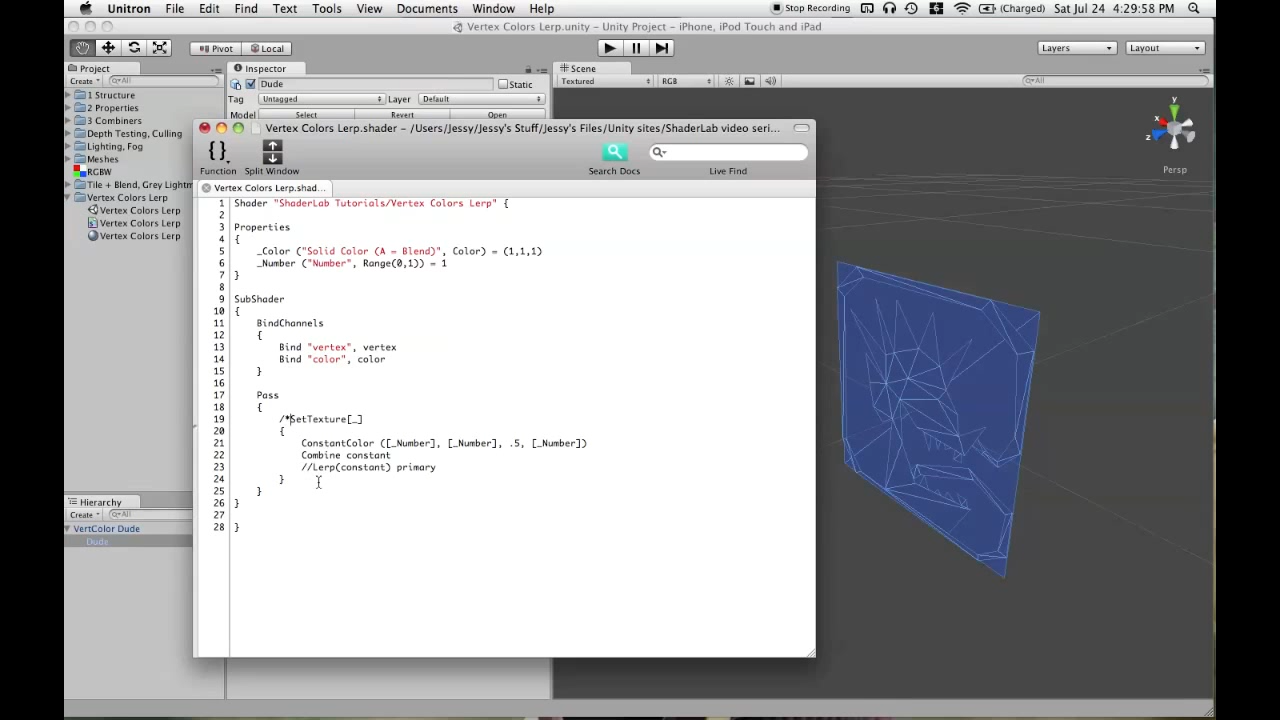 Unitron File Edit Find Text Tools View Documents Window Help Stop Recording (Charged) Sat Jul 24 4:29:58 PM
Vertex Colors Lerp.unity - Unity Project - iPhone, iPod Touch and iPad
Pivot Local Layers Layout
Project Inspector Scene
Create All Dude Static Textured RGB All
Tag Untagged Layer Default
Model Select Revert Open
1 Structure
2 Properties
3 Combiners
Depth Testing, Culling
Lighting, Fog
Meshes
RGBW
Tile + Blend, Grey Lightm
Vertex Colors Lerp
Vertex Colors Lerp
Vertex Colors Lerp
Vertex Colors Lerp
Hierarchy
Create All
VertColor Dude
Dude
Vertex Colors Lerp.shader - /Users/Jessy/Jessy's Stuff/Jessy's Files/Unity sites/ShaderLab video seri...
{ }
Function Split Window Search Docs Live Find
Vertex Colors Lerp.shad...
1 Shader "ShaderLab Tutorials/Vertex Colors Lerp" {
2
3 Properties
4 {
5 _Color ("Solid Color (A = Blend)", Color) = (1,1,1)
6 _Number ("Number", Range(0,1)) = 1
7 }
8
9 SubShader
10 {
11 BindChannels
12 {
13 Bind "vertex", vertex
14 Bind "color", color
15 }
16
17 Pass
18 {
19 /*SetTexture[_]
20 {
21 ConstantColor ([_Number], [_Number], .5, [_Number])
22 Combine constant
23 //Lerp(constant) primary
24 }
25 }
26 }
27
28 }
y
x
z
Persp